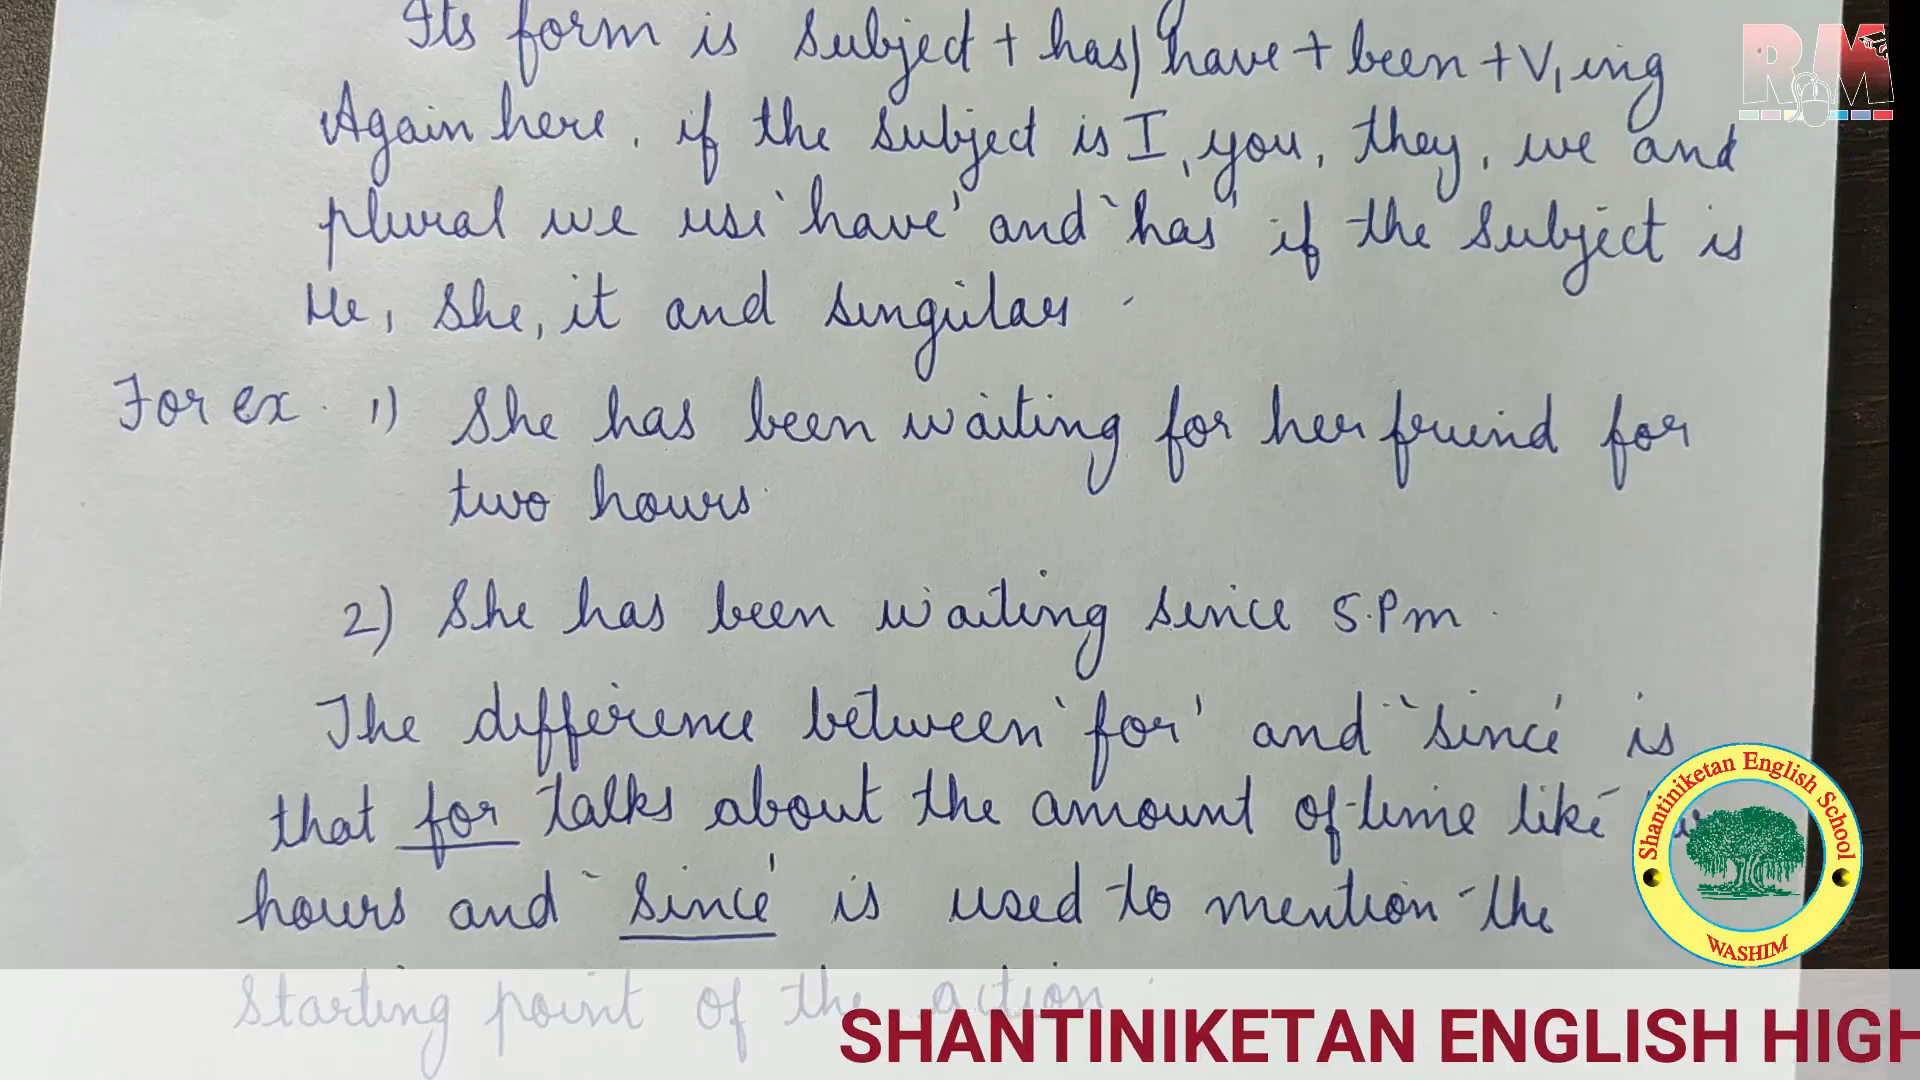 Its form is Subject + has/have + been + V1 ing
Again here, if the subject is I, you, they, we and
plural we use 'have' and 'has' if the subject is
He, She, it and singular.
For ex. 1) She has been waiting for her friend for
two hours.
2) She has been waiting since 5.Pm.
The difference between 'for' and 'since' is
that for talks about the amount of time like
hours and 'since' is used to mention the
starting point of the action.
RM
Shantiniketan English School
WASHIM
SHANTINIKETAN ENGLISH HIGH